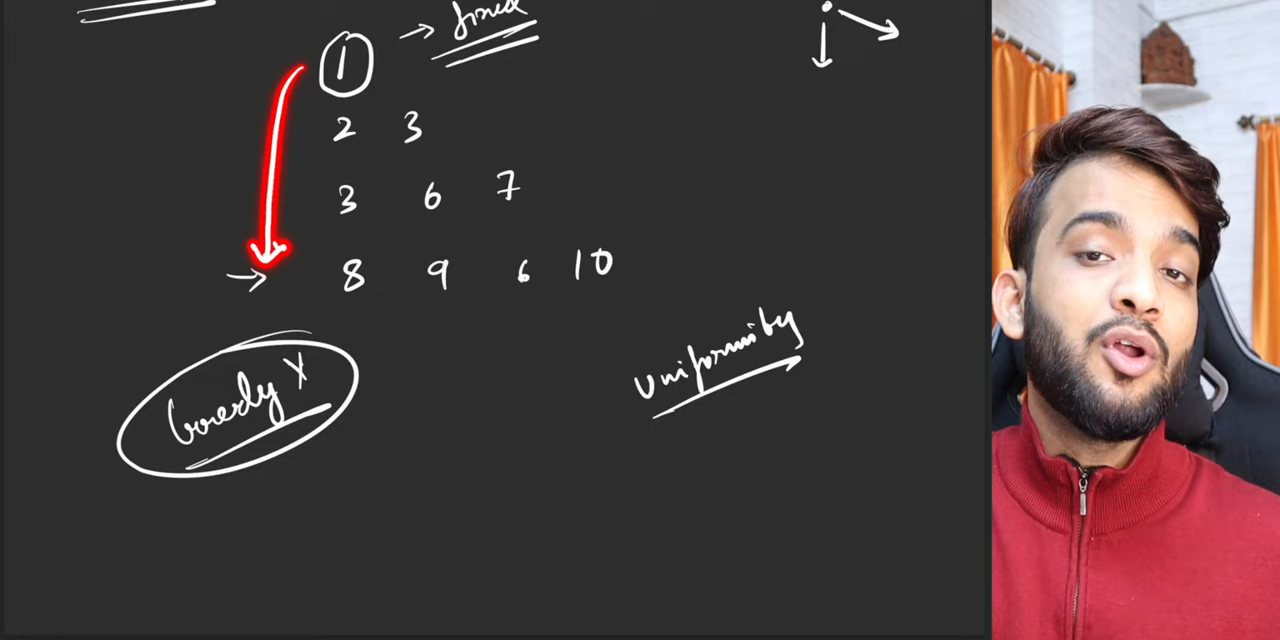 1 → fixed
2 3
3 6 7
→ 8 9 6 10
Greedy X
uniformity